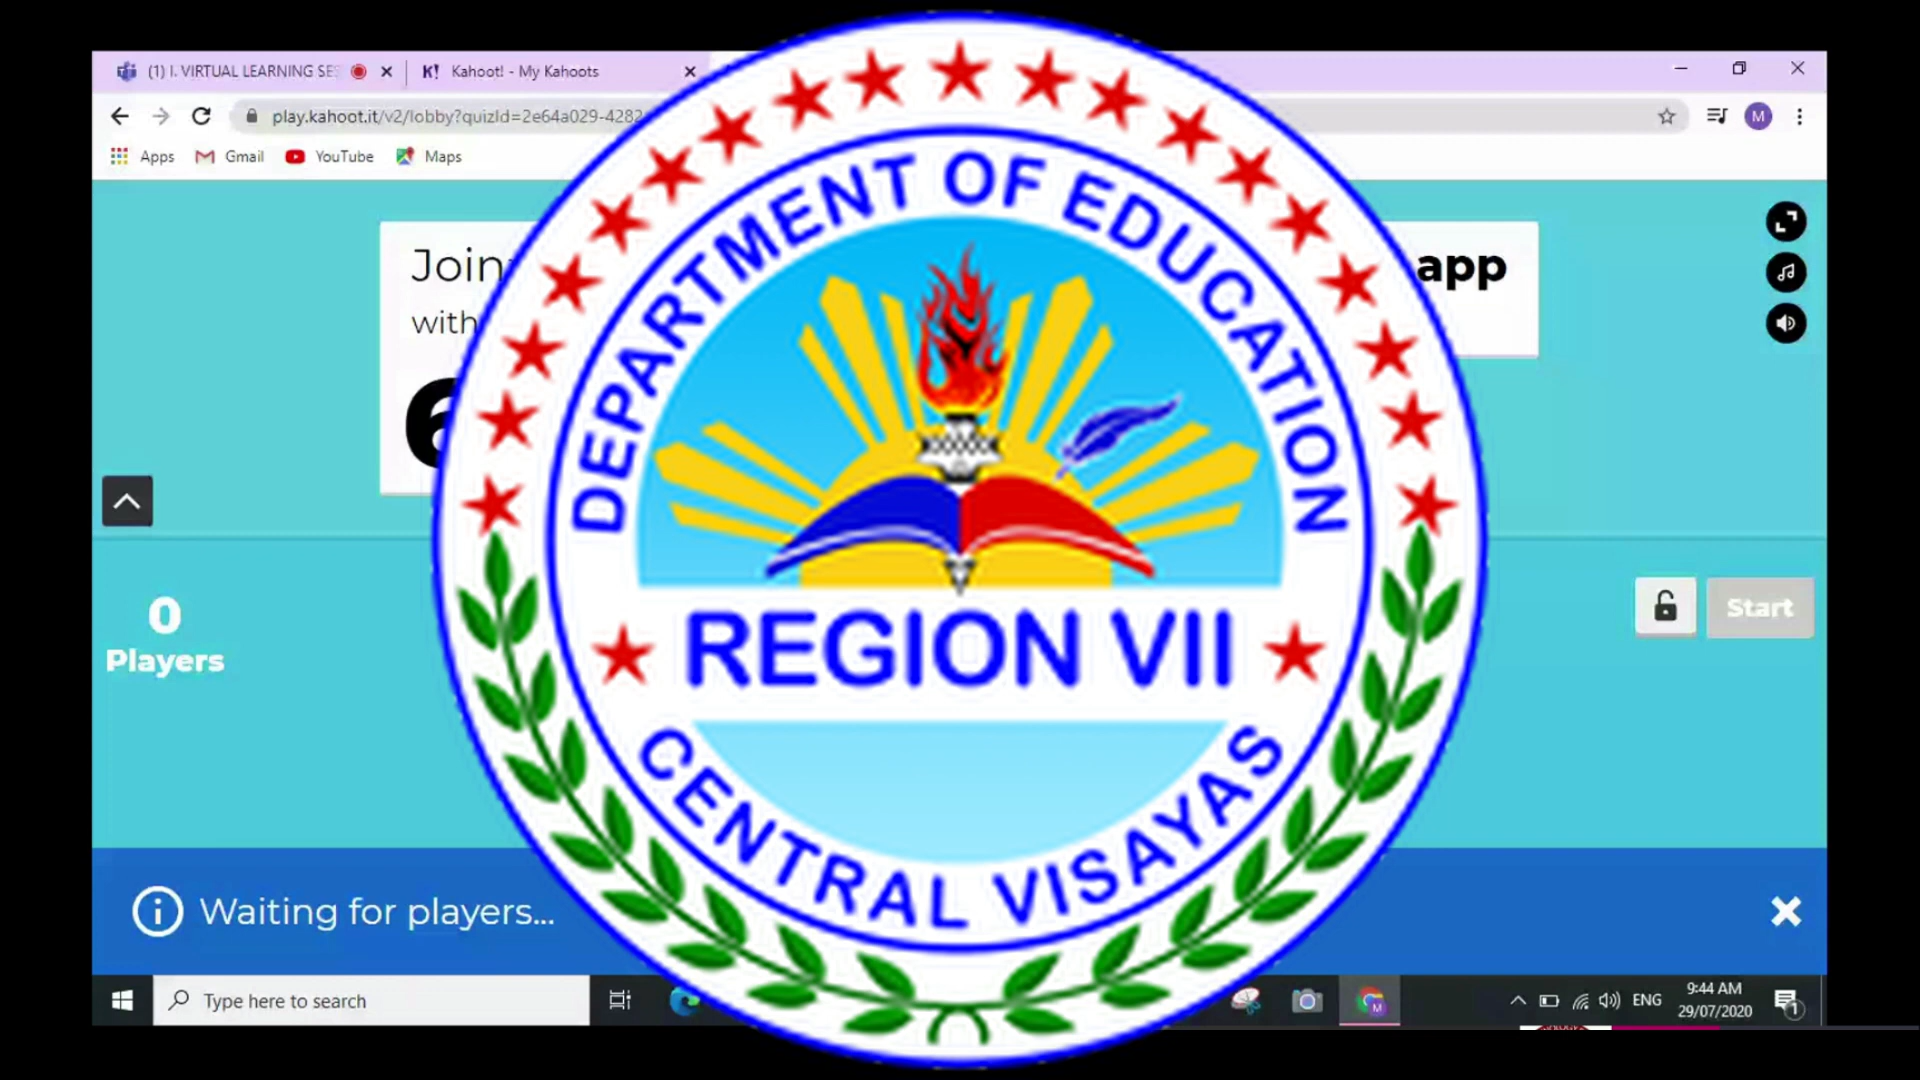 (1) I. VIRTUAL LEARNING SE
K! Kahoot! - My Kahoots
play.kahoot.it/v2/lobby?quizId=2e64a029-4282
M
Apps
Gmail
YouTube
Maps
Join
app
with
6
DEPARTMENT OF EDUCATION
REGION VII
CENTRAL VISAYAS
0
Players
Start
Waiting for players...
Type here to search
ENG
9:44 AM
29/07/2020
1